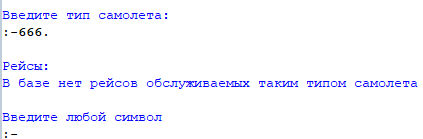 Введите тип самолета:
:-666.
Рейсы:
В базе нет рейсов обслуживаемых таким типом самолета
Введите любой символ
:-